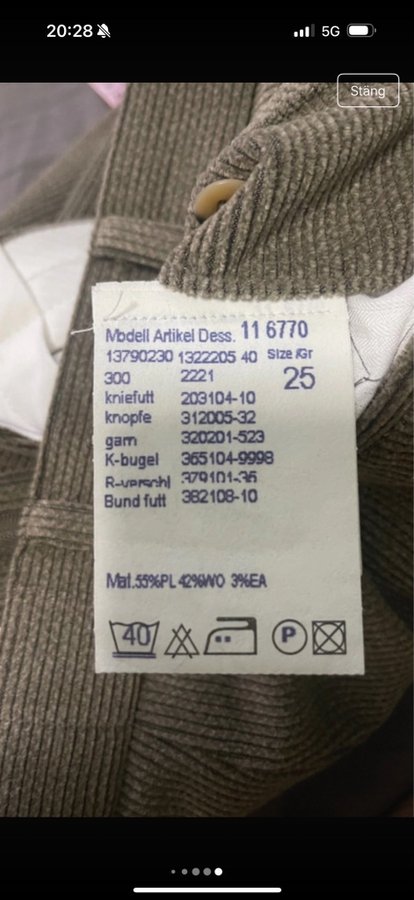 20:28
5G
Stäng
Modell Artikel Dess. 11 6770
13790230 1322205 40 Size /Gr
300 2221 25
kniefutt 203104-10
knopfe 312005-32
garn 320201-523
K-bugel 365104-9998
R-verschl 379101-36
Bund futt 382108-10
Mat.55%PL 42%WO 3%EA
40
P